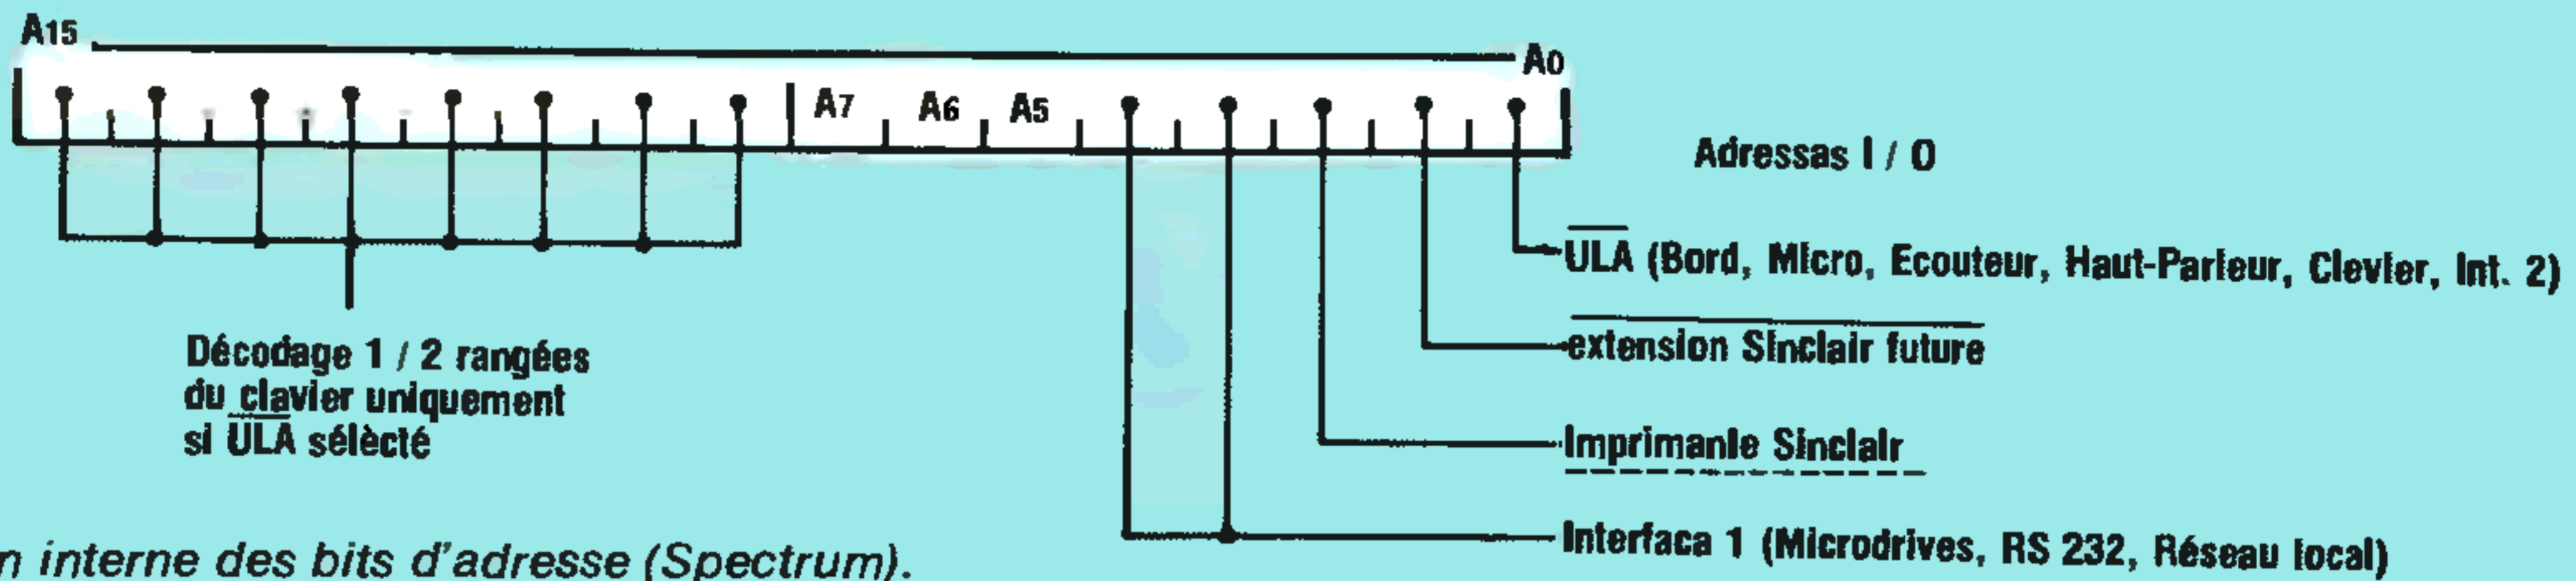 A15
A0
A7 A6 A5
Adressas I / O
ULA (Bord, Micro, Ecouteur, Haut-Parleur, Clevier, Int. 2)
extension Sinclair future
Décodage 1 / 2 rangées
du clavier uniquement
si ULA sélècté
Imprimanle Sinclair
Interfaca 1 (Microdrives, RS 232, Réseau local)
n interne des bits d'adresse (Spectrum).